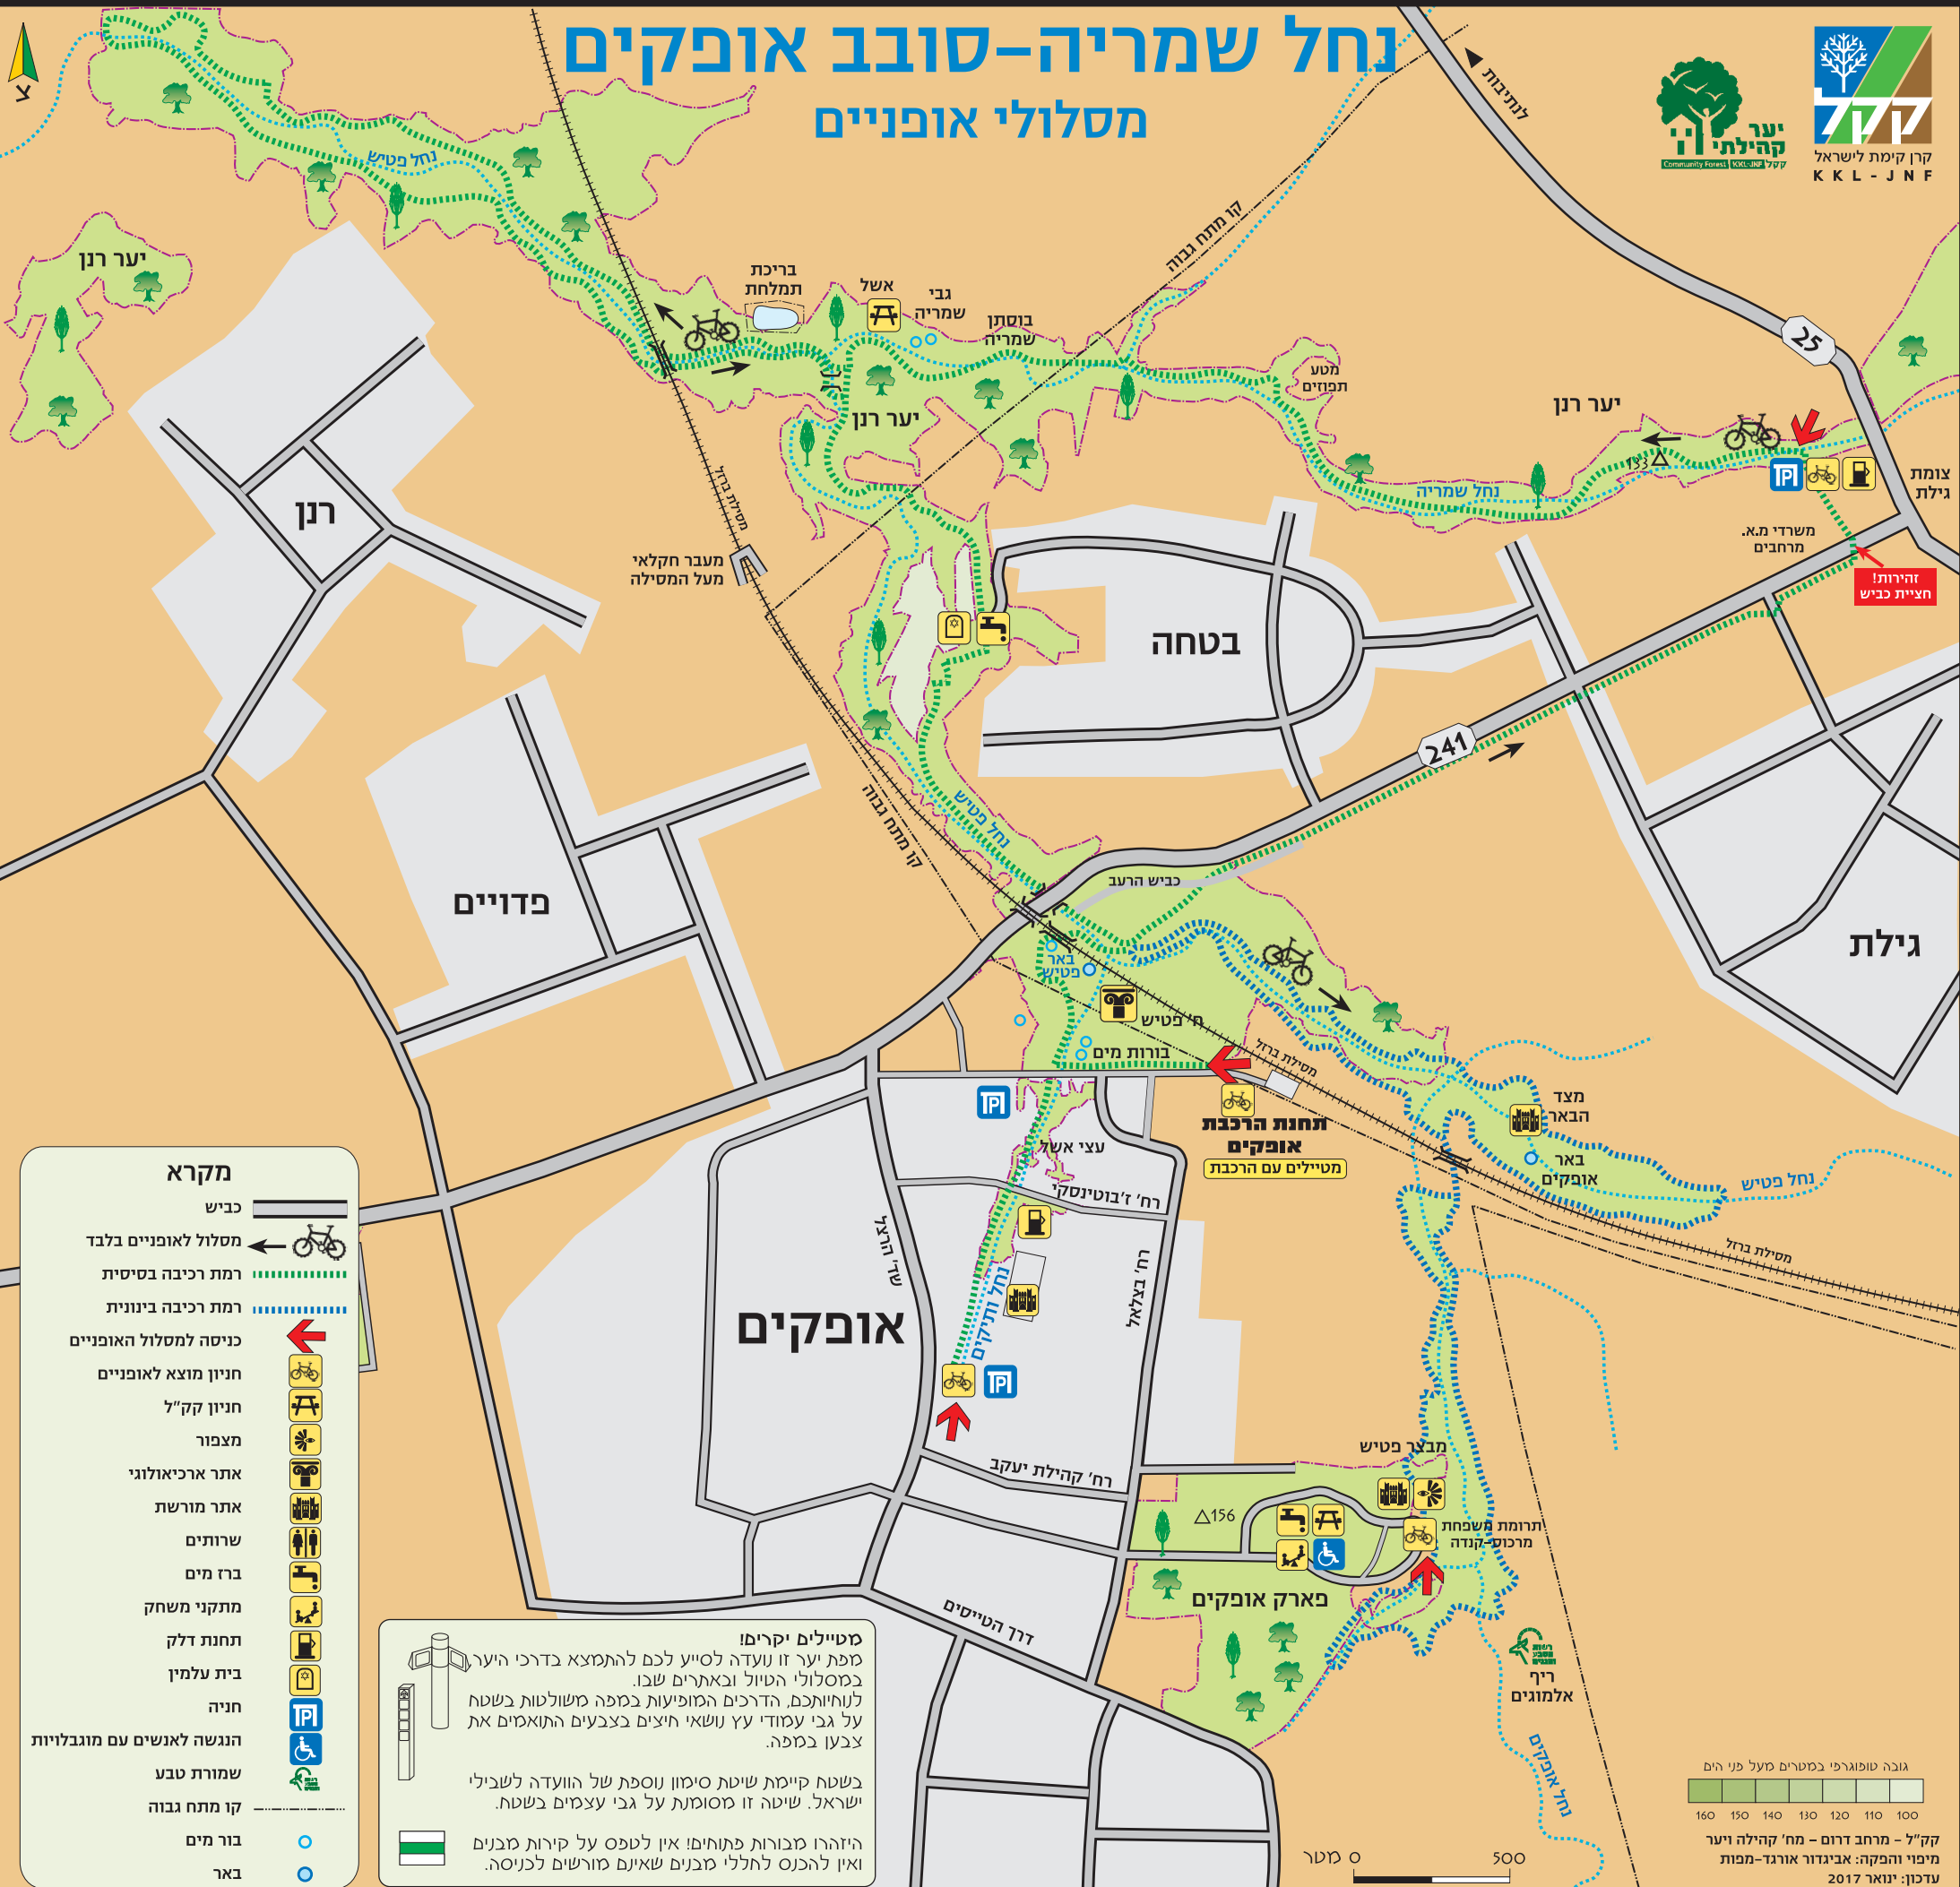 נחל שמריה-סובב אופקים
מסלולי אופניים
קק"ל
קרן קימת לישראל
KKL-JNF
יער
קהילתי
קק"ל KKL-JNF Community Forest
לנתיבות
25
צ
נחל פטיש
יער רנן
בריכת
תמלחת
אשל
גבי
שמריה
בוסתן
שמריה
קו מתח גבוה
מטע
תפוזים
יער רנן
יער רנן
133
נחל שמריה
צומת
גילת
משרדי מ.א.
מרחבים
זהירות!
חציית כביש
רנן
מסילת ברזל
מעבר חקלאי
מעל המסילה
בטחה
241
קו מתח גבוה
נחל פטיש
פדויים
כביש הרעב
גילת
באר
פטיש
ח' פטיש
בורות מים
מסילת ברזל
תחנת הרכבת
אופקים
מטיילים עם הרכבת
מצד
הבאר
באר
אופקים
נחל פטיש
מסילת ברזל
עצי אשל
רח' ז'בוטינסקי
שד' הרצל
רח' בצלאל
נחל ותיקים
אופקים
רח' קהילת יעקב
מבצר פטיש
156
תרומת משפחת
מרכוס-קנדה
פארק אופקים
דרך הטייסים
ריף
אלמוגים
נחל אופקים
מקרא
כביש
מסלול לאופניים בלבד
רמת רכיבה בסיסית
רמת רכיבה בינונית
כניסה למסלול האופניים
חניון מוצא לאופניים
חניון קק"ל
מצפור
אתר ארכיאולוגי
אתר מורשת
שרותים
ברז מים
מתקני משחק
תחנת דלק
בית עלמין
חניה
הנגשה לאנשים עם מוגבלויות
שמורת טבע
קו מתח גבוה
בור מים
באר
מטיילים יקרים!
מפת יער זו נועדה לסייע לכם להתמצא בדרכי היער,
במסלולי הטיול ובאתרים שבו.
לנוחיותכם, הדרכים המופיעות במפה משולטות בשטח
על גבי עמודי עץ נושאי חיצים בצבעים התואמים את
צבען במפה.
בשטח קיימת שיטת סימון נוספת של הוועדה לשבילי
ישראל. שיטה זו מסומנת על גבי עצמים בשטח.
היזהרו מבורות פתוחים! אין לטפס על קירות מבנים
ואין להכנס לחללי מבנים שאינם מורשים לכניסה.
גובה טופוגרפי במטרים מעל פני הים
160 150 140 130 120 110 100
קק"ל - מרחב דרום - מח' קהילה ויער
מיפוי והפקה: אביגדור אורגד-מפות
עדכון: ינואר 2017
מטר 0 500